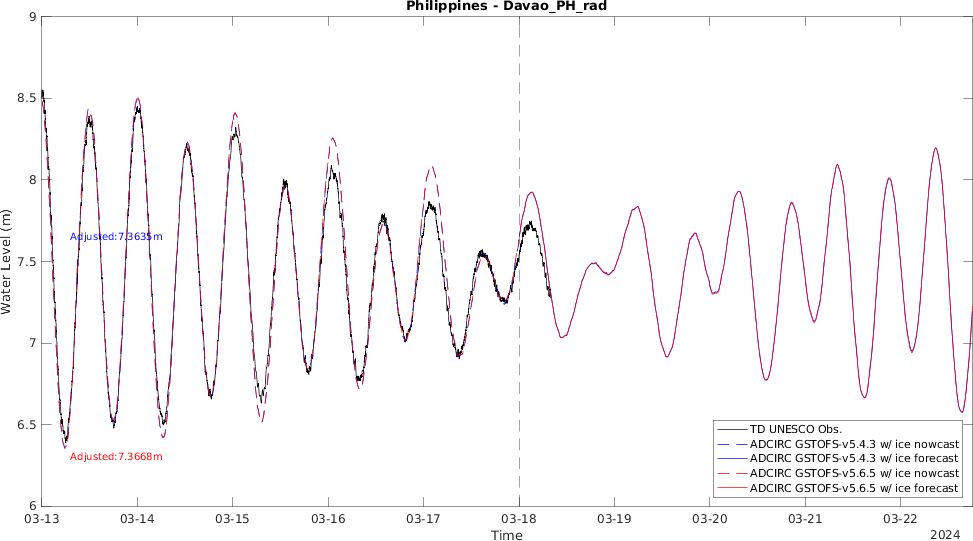 Philippines - Davao_PH_rad
9
8.5
8
7.5
7
6.5
6
Water Level (m)
Adjusted:7.3635m
Adjusted:7.3668m
TD UNESCO Obs.
ADCIRC GSTOFS-v5.4.3 w/ ice nowcast
ADCIRC GSTOFS-v5.4.3 w/ ice forecast
ADCIRC GSTOFS-v5.6.5 w/ ice nowcast
ADCIRC GSTOFS-v5.6.5 w/ ice forecast
03-13 03-14 03-15 03-16 03-17 03-18 03-19 03-20 03-21 03-22
Time
2024